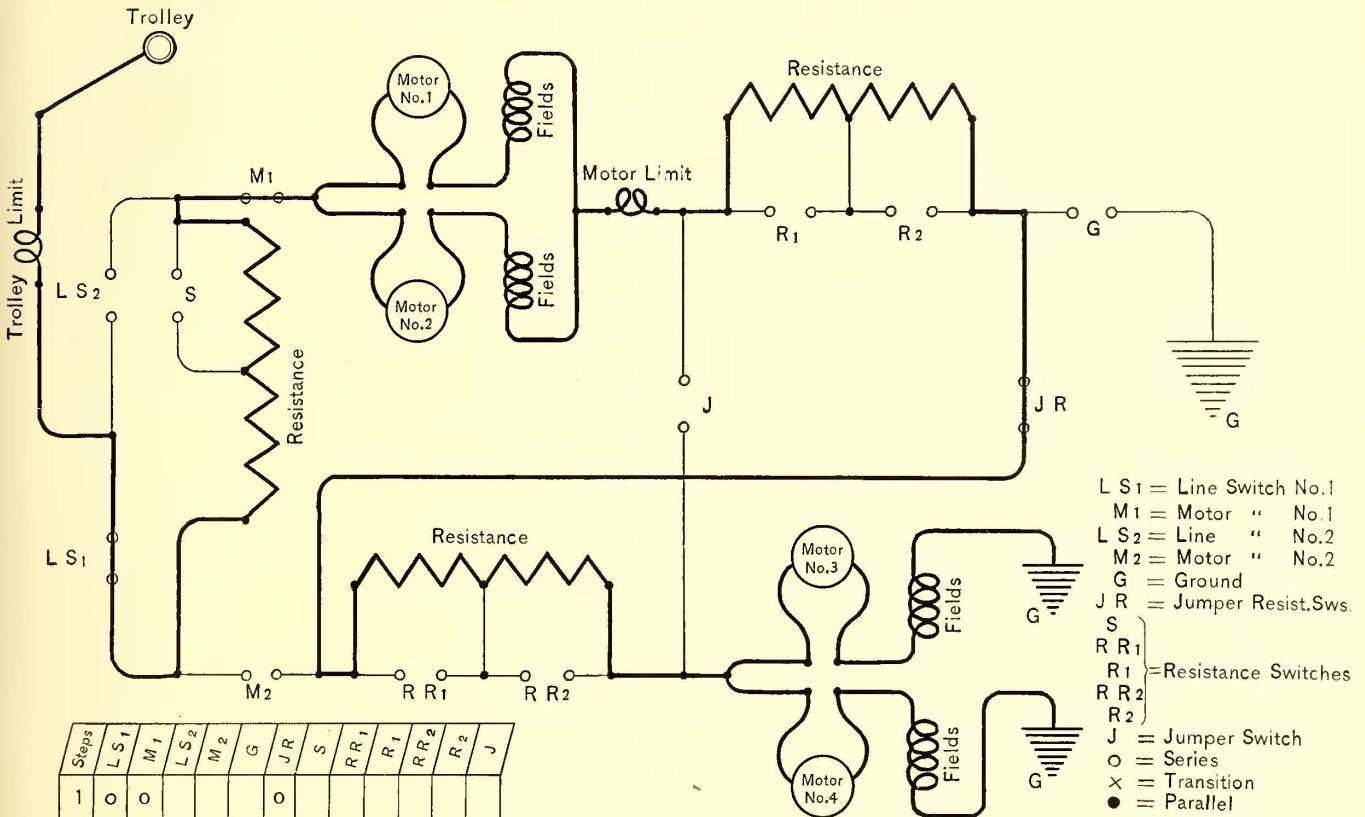 Trolley
Trolley Limit
L S2
S
M1
Motor No.1
Motor No.2
Fields
Fields
Motor Limit
Resistance
R1
R2
G
G
Resistance
J
J R
L S1
M2
Resistance
R R1
R R2
Motor No.3
Motor No.4
Fields
Fields
G
G
L S1 = Line Switch No.1
M1 = Motor “ No.1
L S2 = Line “ No.2
M2 = Motor “ No.2
G = Ground
J R = Jumper Resist.Sws.
S
R R1
R1 =Resistance Switches
R R2
R2
J = Jumper Switch
o = Series
× = Transition
● = Parallel
Steps L S1 M1 L S2 M2 G J R S R R1 R1 R R2 R2 J
1 o o o